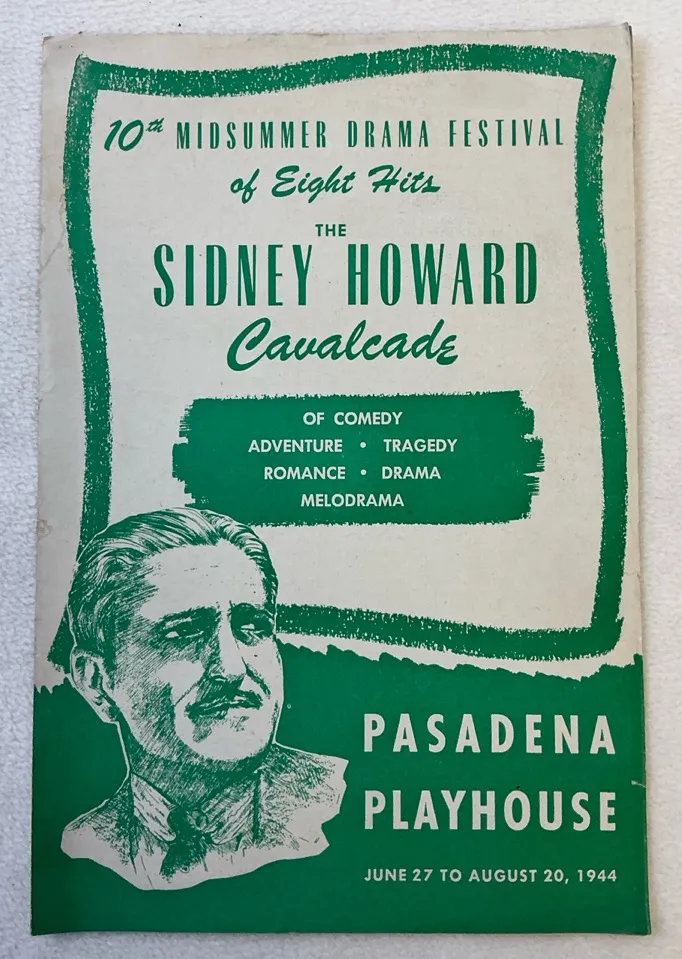 10th MIDSUMMER DRAMA FESTIVAL
of Eight Hits
THE
SIDNEY HOWARD
Cavalcade
OF COMEDY
ADVENTURE • TRAGEDY
ROMANCE • DRAMA
MELODRAMA
PASADENA
PLAYHOUSE
JUNE 27 TO AUGUST 20, 1944